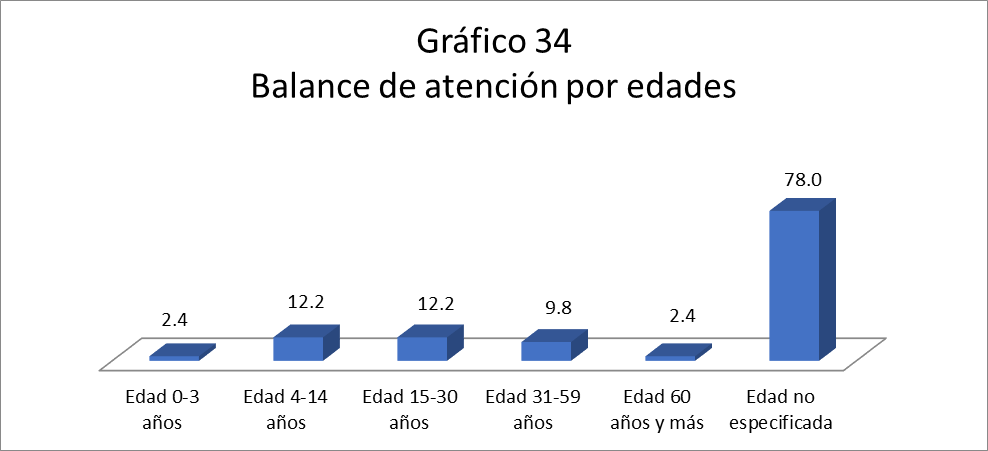 Gráfico 34
Balance de atención por edades
78.0
12.2
12.2
9.8
2.4
2.4
Edad 0-3
años
Edad 4-14
años
Edad 15-30
años
Edad 31-59
años
Edad 60
años y más
Edad no
especificada